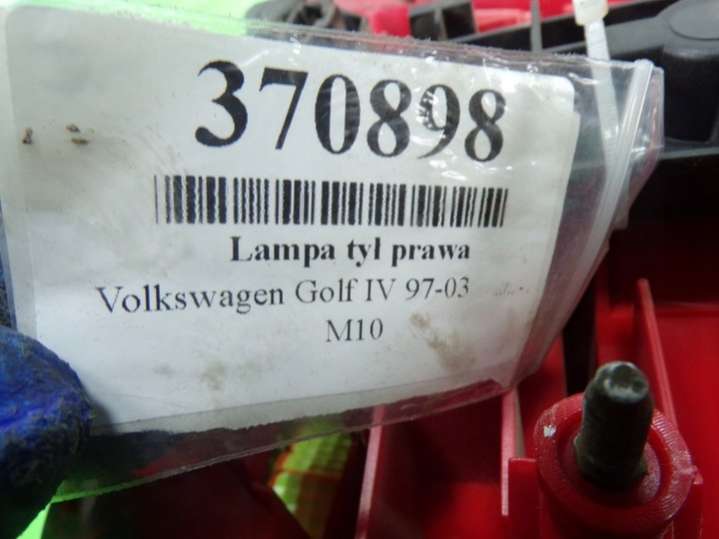 370898
Lampa tył prawa
Volkswagen Golf IV 97-03
M10